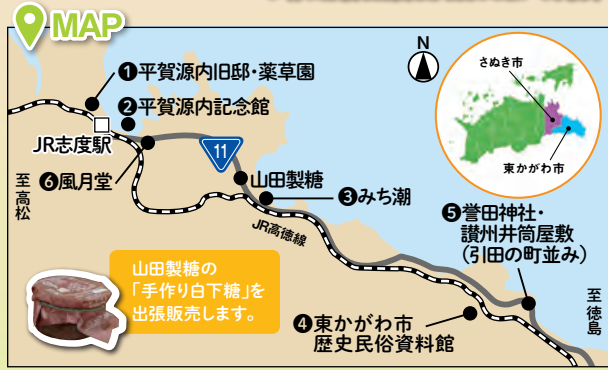 MAP
❶平賀源内旧邸・薬草園
❷平賀源内記念館
JR志度駅
至高松
❻風月堂
11
山田製糖
❸みち潮
JR高徳線
N
さぬき市
東かがわ市
❺誉田神社・
讃州井筒屋敷
(引田の町並み)
至徳島
❹東かがわ市
歴史民俗資料館
山田製糖の
「手作り白下糖」を
出張販売します。